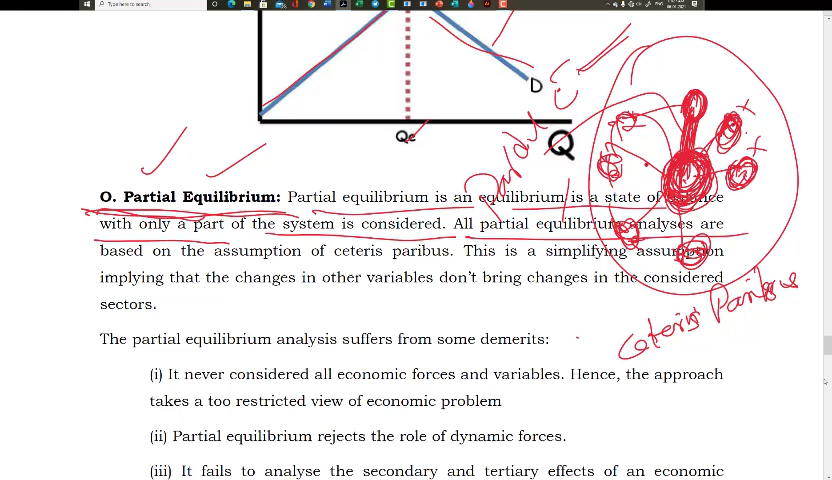 Type here to search
D
Qe
Q
Partial E
O. Partial Equilibrium: Partial equilibrium is an equilibrium is a state of balance
with only a part of the system is considered. All partial equilibrium analyses are
based on the assumption of ceteris paribus. This is a simplifying assumption
implying that the changes in other variables don't bring changes in the considered
sectors.
Ceteris Paribus
The partial equilibrium analysis suffers from some demerits:
(i) It never considered all economic forces and variables. Hence, the approach
takes a too restricted view of economic problem
(ii) Partial equilibrium rejects the role of dynamic forces.
(iii) It fails to analyse the secondary and tertiary effects of an economic